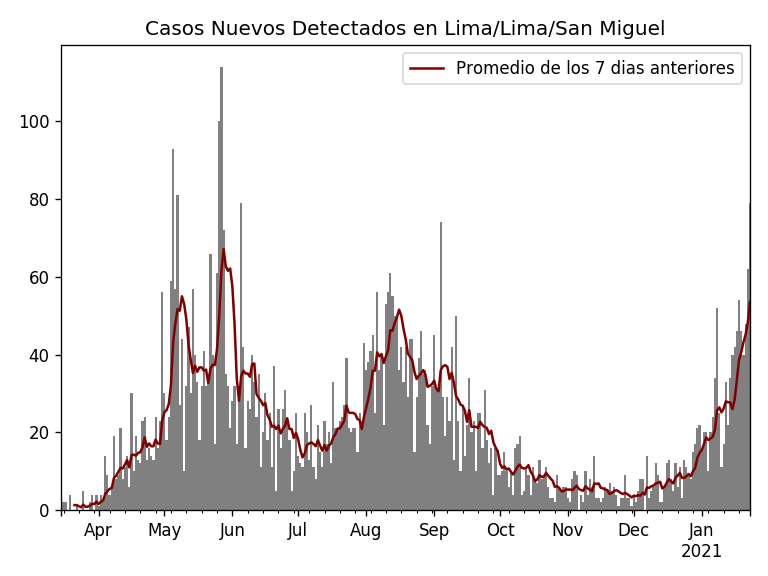 Casos Nuevos Detectados en Lima/Lima/San Miguel
Promedio de los 7 dias anteriores
100
80
60
40
20
0
Apr May Jun Jul Aug Sep Oct Nov Dec Jan
2021